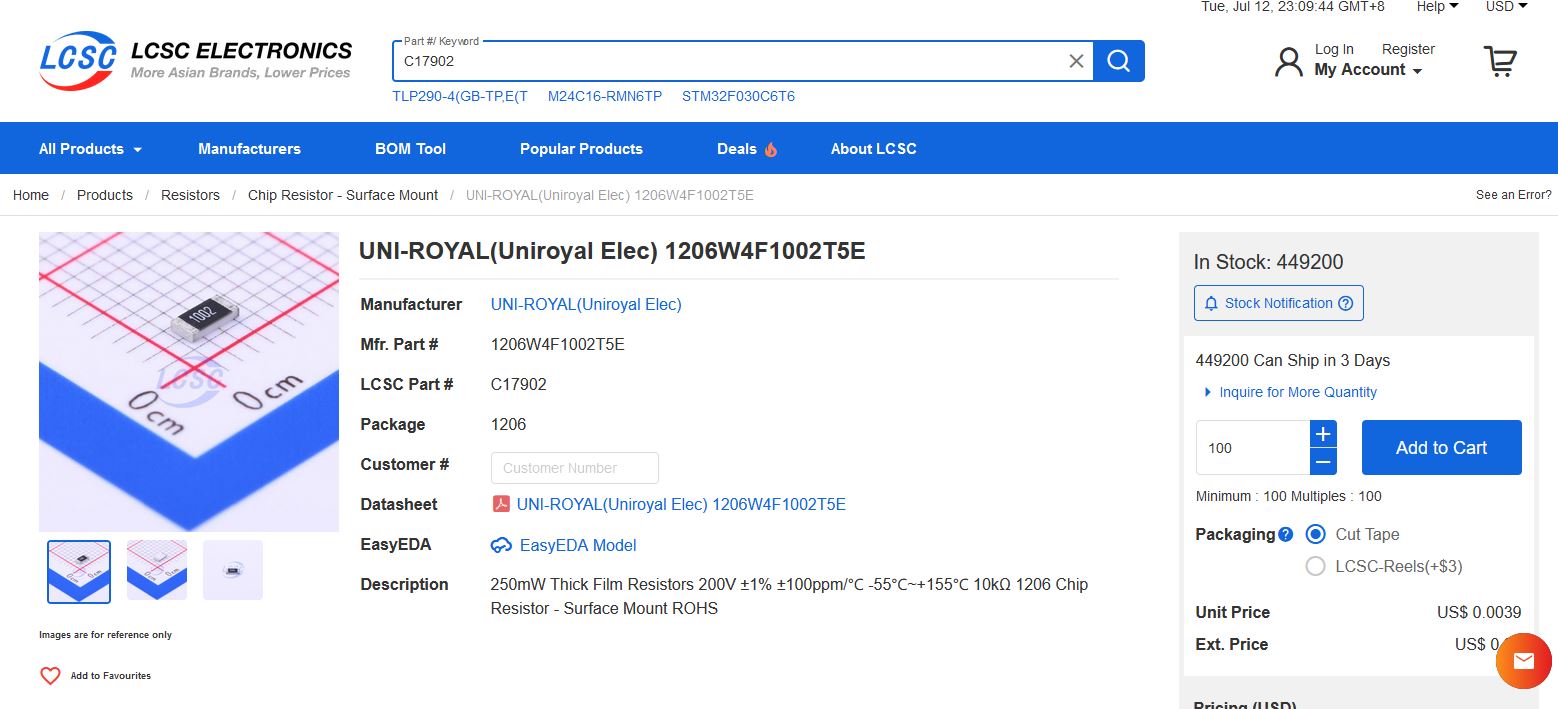 Tue, Jul 12, 23:09:44 GMT+8 Help USD
LCSC LCSC ELECTRONICS
More Asian Brands, Lower Prices
Part #/ Keyword
C17902
Log In Register
My Account
TLP290-4(GB-TP,E(T M24C16-RMN6TP STM32F030C6T6
All Products Manufacturers BOM Tool Popular Products Deals About LCSC
Home / Products / Resistors / Chip Resistor - Surface Mount / UNI-ROYAL(Uniroyal Elec) 1206W4F1002T5E See an Error?
1002
LCSC
0 cm 0 cm
Images are for reference only
Add to Favourites
UNI-ROYAL(Uniroyal Elec) 1206W4F1002T5E
Manufacturer UNI-ROYAL(Uniroyal Elec)
Mfr. Part # 1206W4F1002T5E
LCSC Part # C17902
Package 1206
Customer # Customer Number
Datasheet UNI-ROYAL(Uniroyal Elec) 1206W4F1002T5E
EasyEDA EasyEDA Model
Description 250mW Thick Film Resistors 200V ±1% ±100ppm/℃ -55℃~+155℃ 10kΩ 1206 Chip
Resistor - Surface Mount ROHS
In Stock: 449200
Stock Notification ?
449200 Can Ship in 3 Days
Inquire for More Quantity
100 + − Add to Cart
Minimum : 100 Multiples : 100
Packaging ? Cut Tape
LCSC-Reels(+$3)
Unit Price US$ 0.0039
Ext. Price US$ 0.
Pricing (USD)